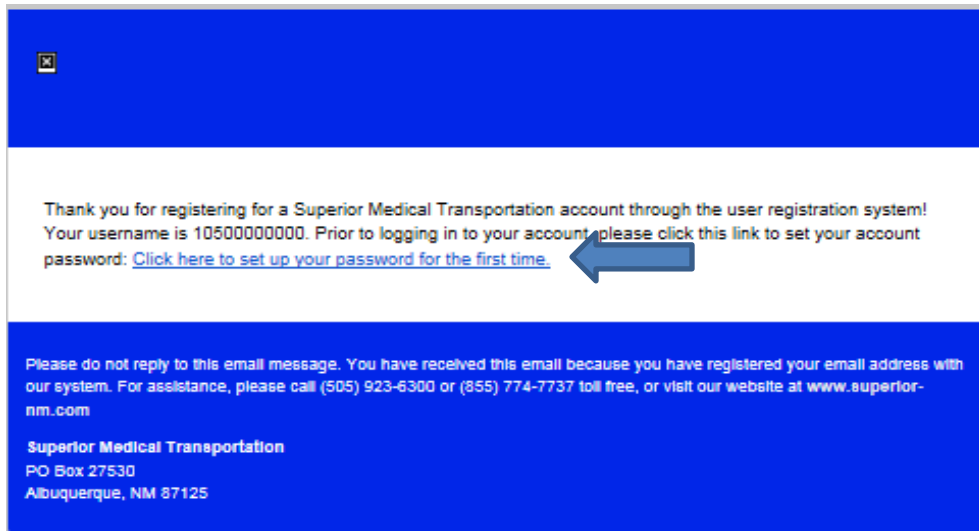 Thank you for registering for a Superior Medical Transportation account through the user registration system!
Your username is 10500000000. Prior to logging in to your account, please click this link to set your account
password: Click here to set up your password for the first time.
Please do not reply to this email message. You have received this email because you have registered your email address with
our system. For assistance, please call (505) 923-6300 or (855) 774-7737 toll free, or visit our website at www.superior-
nm.com
Superior Medical Transportation
PO Box 27530
Albuquerque, NM 87125